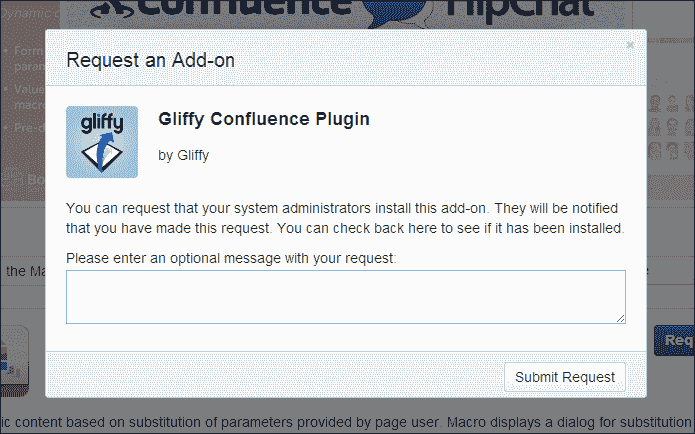 Dynamic
Confluence HipChat
• Form
• Value
• Pre-d
Request an Add-on
×
gliffy
Gliffy Confluence Plugin
by Gliffy
You can request that your system administrators install this add-on. They will be notified
that you have made this request. You can check back here to see if it has been installed.
Please enter an optional message with your request:
the Ma
Req
Submit Request
ic content based on substitution of parameters provided by page user. Macro displays a dialog for substitution